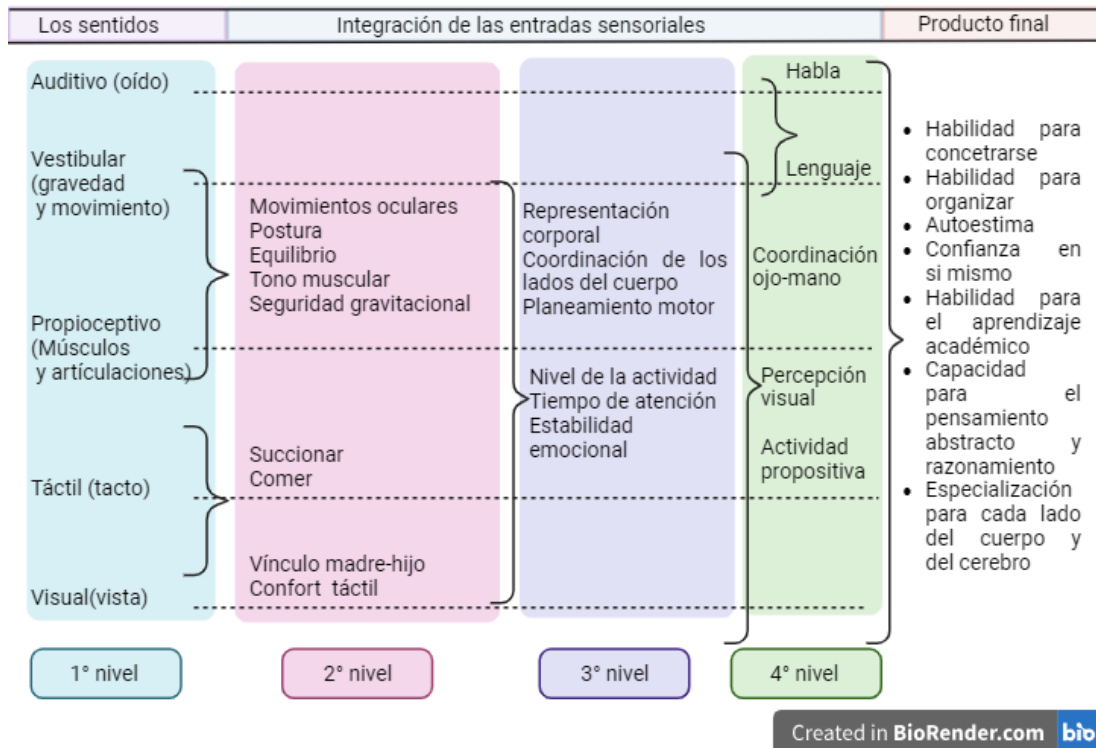 Los sentidos
Integración de las entradas sensoriales
Producto final
Auditivo (oído)
Vestibular
(gravedad
y movimiento)
Propioceptivo
(Músculos
y artículaciones)
Táctil (tacto)
Visual(vista)
Movimientos oculares
Postura
Equilibrio
Tono muscular
Seguridad gravitacional
Succionar
Comer
Vínculo madre-hijo
Confort táctil
Representación
corporal
Coordinación de los
lados del cuerpo
Planeamiento motor
Nivel de la actividad
Tiempo de atención
Estabilidad
emocional
Habla
Lenguaje
Coordinación
ojo-mano
Percepción
visual
Actividad
propositiva
• Habilidad para
concetrarse
• Habilidad para
organizar
• Autoestima
• Confianza en
si mismo
• Habilidad para
el aprendizaje
académico
• Capacidad
para el
pensamiento
abstracto y
razonamiento
• Especialización
para cada lado
del cuerpo y
del cerebro
1° nivel
2° nivel
3° nivel
4° nivel
Created in BioRender.com bio